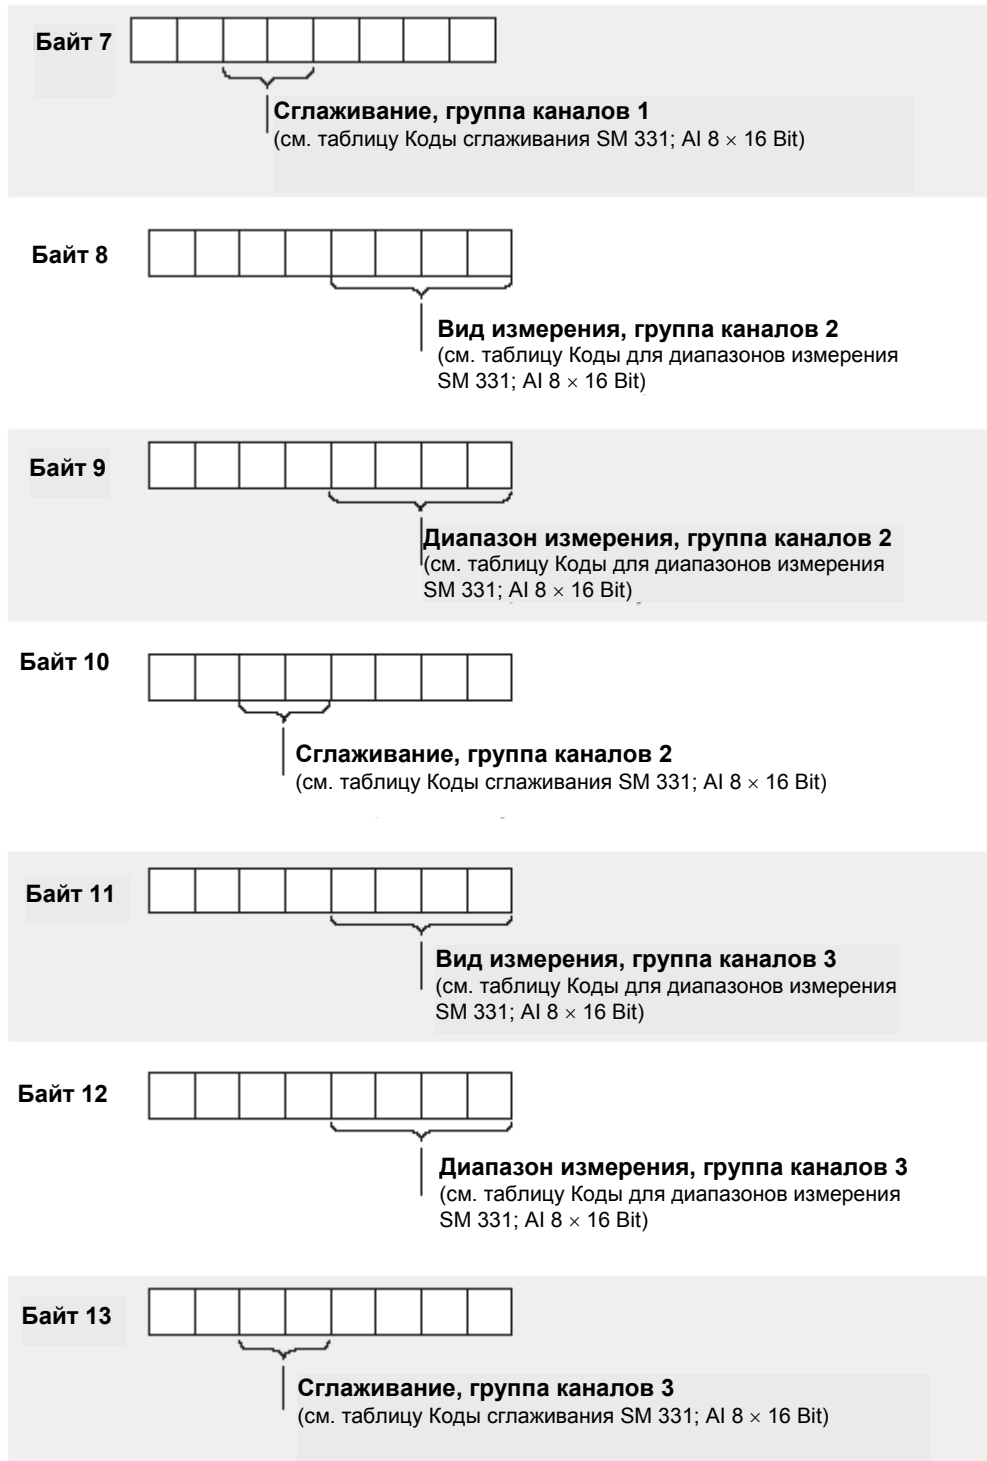 Байт 7
Сглаживание, группа каналов 1
(см. таблицу Коды сглаживания SM 331; AI 8 × 16 Bit)
Байт 8
Вид измерения, группа каналов 2
(см. таблицу Коды для диапазонов измерения
SM 331; AI 8 × 16 Bit)
Байт 9
Диапазон измерения, группа каналов 2
(см. таблицу Коды для диапазонов измерения
SM 331; AI 8 × 16 Bit)
Байт 10
Сглаживание, группа каналов 2
(см. таблицу Коды сглаживания SM 331; AI 8 × 16 Bit)
Байт 11
Вид измерения, группа каналов 3
(см. таблицу Коды для диапазонов измерения
SM 331; AI 8 × 16 Bit)
Байт 12
Диапазон измерения, группа каналов 3
(см. таблицу Коды для диапазонов измерения
SM 331; AI 8 × 16 Bit)
Байт 13
Сглаживание, группа каналов 3
(см. таблицу Коды сглаживания SM 331; AI 8 × 16 Bit)